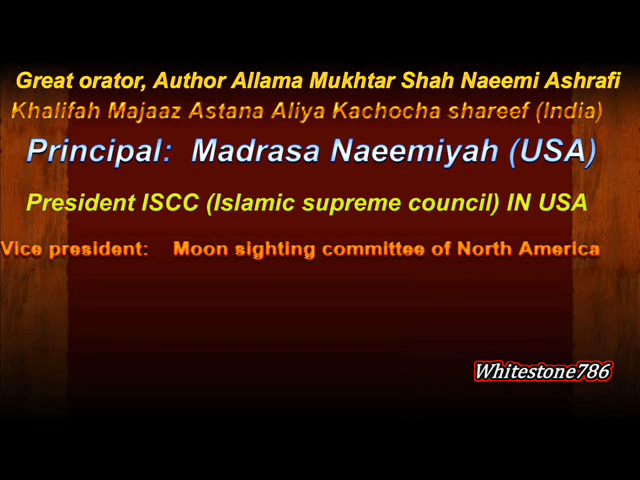 Great orator, Author Allama Mukhtar Shah Naeemi Ashrafi
Khalifah Majaaz Astana Aliya Kachocha shareef (India)
Principal: Madrasa Naeemiyah (USA)
President ISCC (Islamic supreme council) IN USA
Vice president: Moon sighting committee of North America
Whitestone786